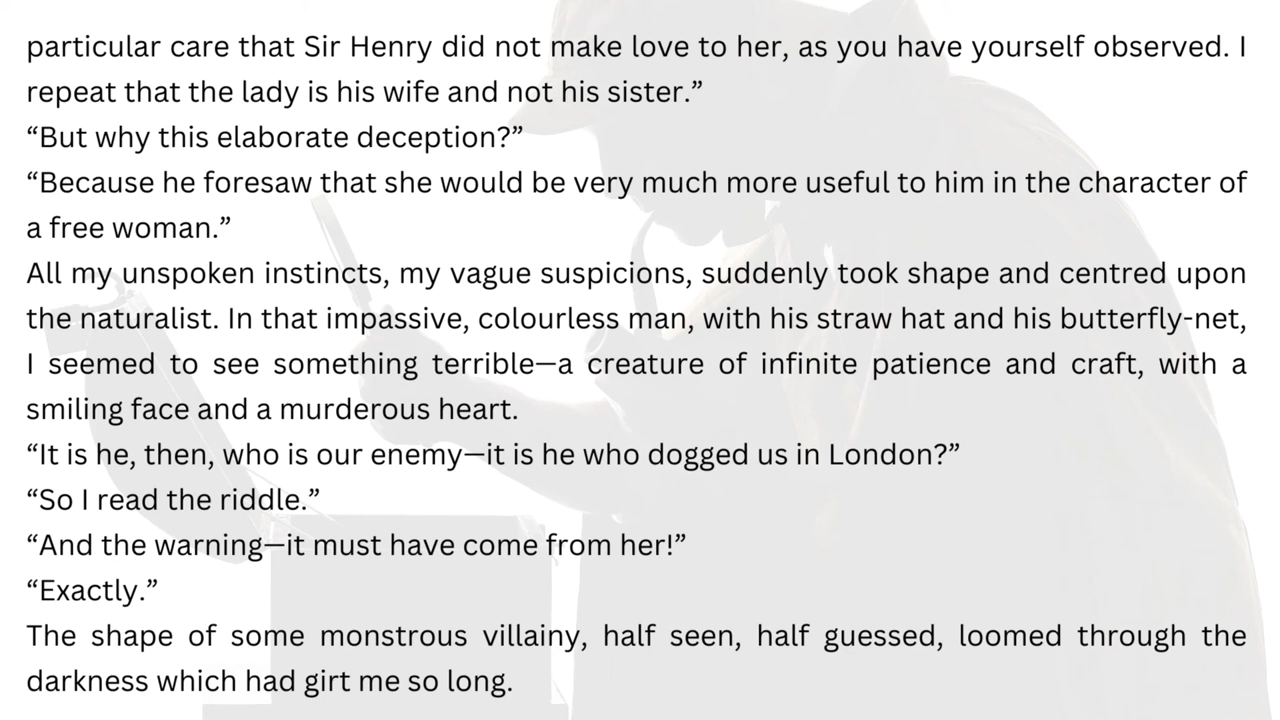 particular care that Sir Henry did not make love to her, as you have yourself observed. I
repeat that the lady is his wife and not his sister.”
“But why this elaborate deception?”
“Because he foresaw that she would be very much more useful to him in the character of
a free woman.”
All my unspoken instincts, my vague suspicions, suddenly took shape and centred upon
the naturalist. In that impassive, colourless man, with his straw hat and his butterfly-net,
I seemed to see something terrible—a creature of infinite patience and craft, with a
smiling face and a murderous heart.
“It is he, then, who is our enemy—it is he who dogged us in London?”
“So I read the riddle.”
“And the warning—it must have come from her!”
“Exactly.”
The shape of some monstrous villainy, half seen, half guessed, loomed through the
darkness which had girt me so long.